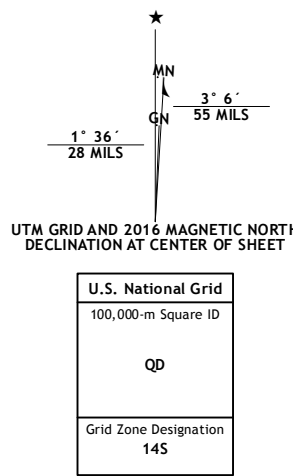 ★
MN
3° 6´
55 MILS
GN
1° 36´
28 MILS
UTM GRID AND 2016 MAGNETIC NORTH
DECLINATION AT CENTER OF SHEET
U.S. National Grid
100,000-m Square ID
QD
Grid Zone Designation
14S